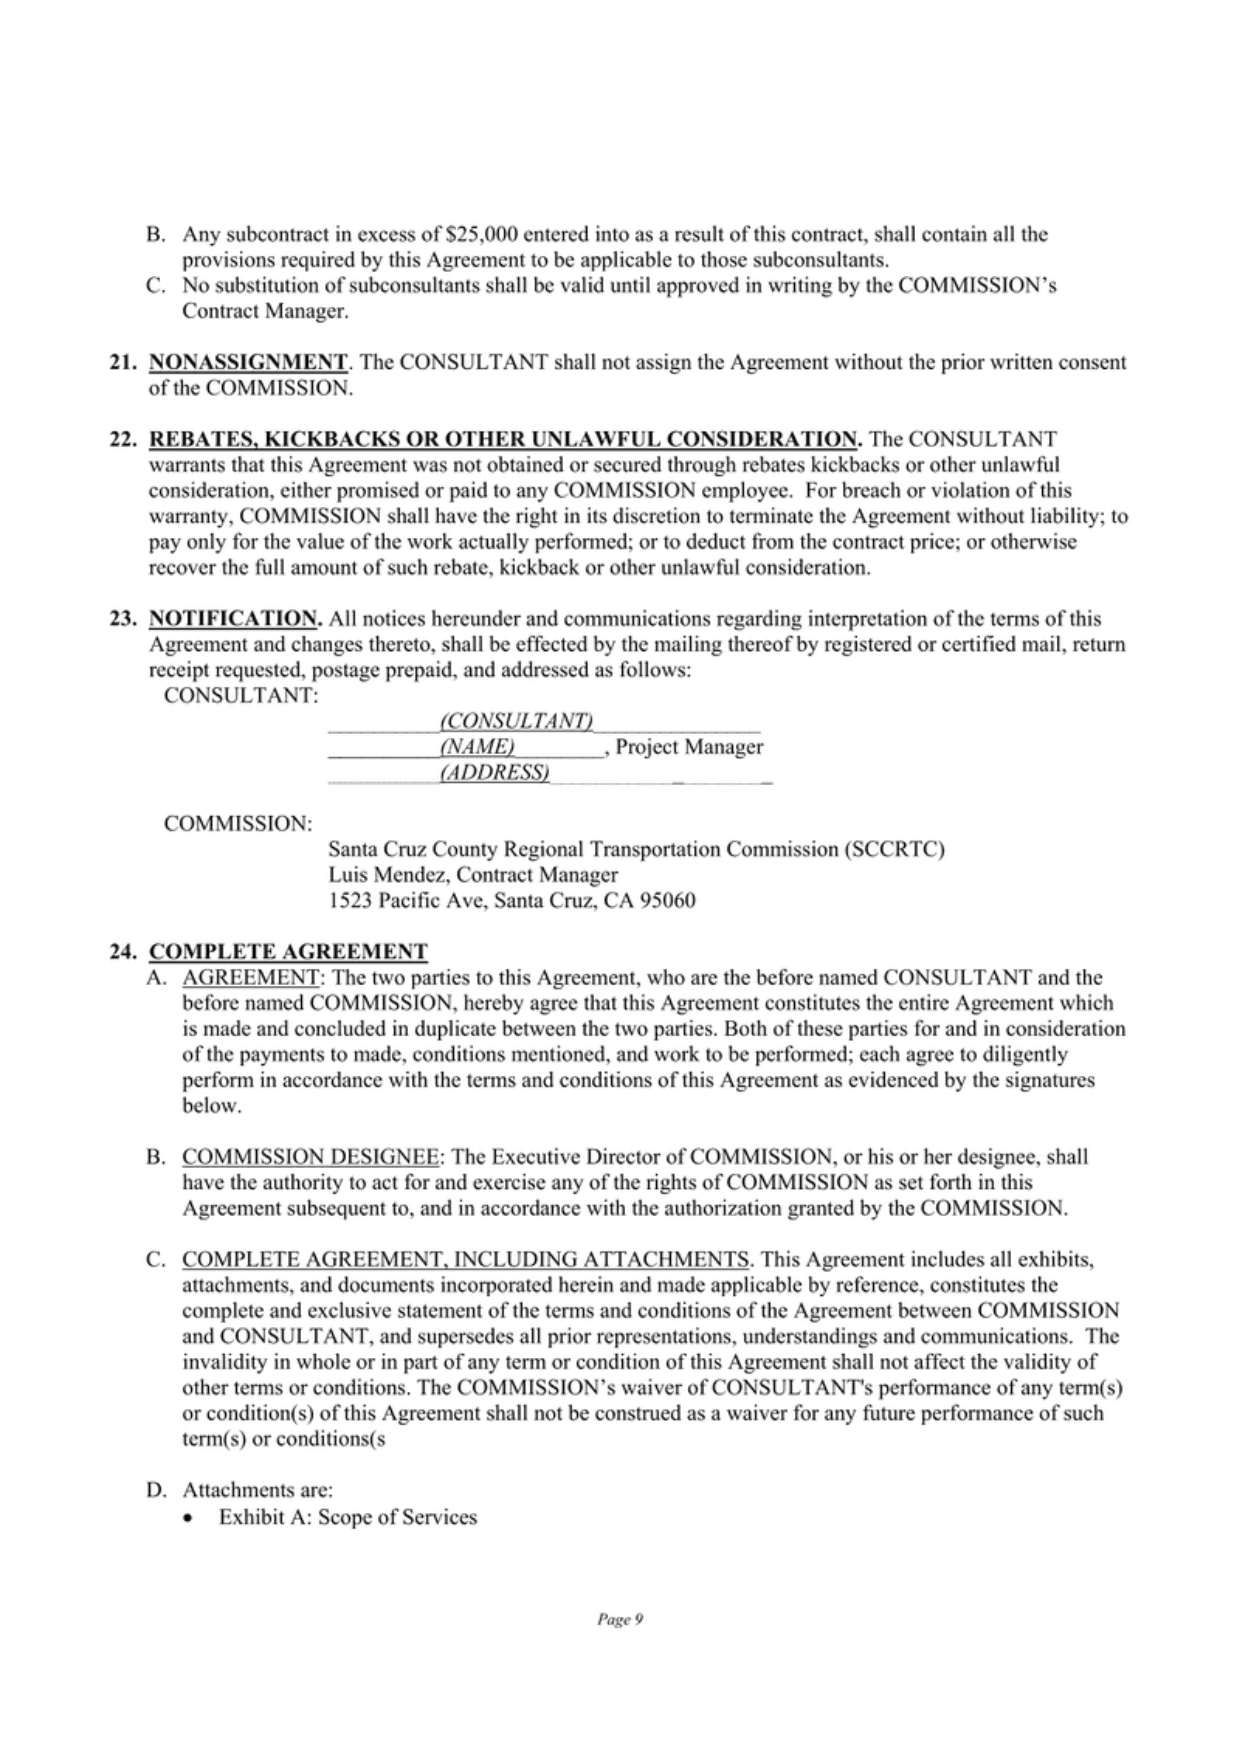 B. Any subcontract in excess of $25,000 entered into as a result of this contract, shall contain all the
provisions required by this Agreement to be applicable to those subconsultants.
C. No substitution of subconsultants shall be valid until approved in writing by the COMMISSION’s
Contract Manager.
21. NONASSIGNMENT. The CONSULTANT shall not assign the Agreement without the prior written consent
of the COMMISSION.
22. REBATES, KICKBACKS OR OTHER UNLAWFUL CONSIDERATION. The CONSULTANT
warrants that this Agreement was not obtained or secured through rebates kickbacks or other unlawful
consideration, either promised or paid to any COMMISSION employee. For breach or violation of this
warranty, COMMISSION shall have the right in its discretion to terminate the Agreement without liability; to
pay only for the value of the work actually performed; or to deduct from the contract price; or otherwise
recover the full amount of such rebate, kickback or other unlawful consideration.
23. NOTIFICATION. All notices hereunder and communications regarding interpretation of the terms of this
Agreement and changes thereto, shall be effected by the mailing thereof by registered or certified mail, return
receipt requested, postage prepaid, and addressed as follows:
CONSULTANT:
(CONSULTANT)
(NAME) , Project Manager
(ADDRESS)
COMMISSION:
Santa Cruz County Regional Transportation Commission (SCCRTC)
Luis Mendez, Contract Manager
1523 Pacific Ave, Santa Cruz, CA 95060
24. COMPLETE AGREEMENT
A. AGREEMENT: The two parties to this Agreement, who are the before named CONSULTANT and the
before named COMMISSION, hereby agree that this Agreement constitutes the entire Agreement which
is made and concluded in duplicate between the two parties. Both of these parties for and in consideration
of the payments to made, conditions mentioned, and work to be performed; each agree to diligently
perform in accordance with the terms and conditions of this Agreement as evidenced by the signatures
below.
B. COMMISSION DESIGNEE: The Executive Director of COMMISSION, or his or her designee, shall
have the authority to act for and exercise any of the rights of COMMISSION as set forth in this
Agreement subsequent to, and in accordance with the authorization granted by the COMMISSION.
C. COMPLETE AGREEMENT, INCLUDING ATTACHMENTS. This Agreement includes all exhibits,
attachments, and documents incorporated herein and made applicable by reference, constitutes the
complete and exclusive statement of the terms and conditions of the Agreement between COMMISSION
and CONSULTANT, and supersedes all prior representations, understandings and communications. The
invalidity in whole or in part of any term or condition of this Agreement shall not affect the validity of
other terms or conditions. The COMMISSION’s waiver of CONSULTANT's performance of any term(s)
or condition(s) of this Agreement shall not be construed as a waiver for any future performance of such
term(s) or conditions(s
D. Attachments are:
• Exhibit A: Scope of Services
Page 9